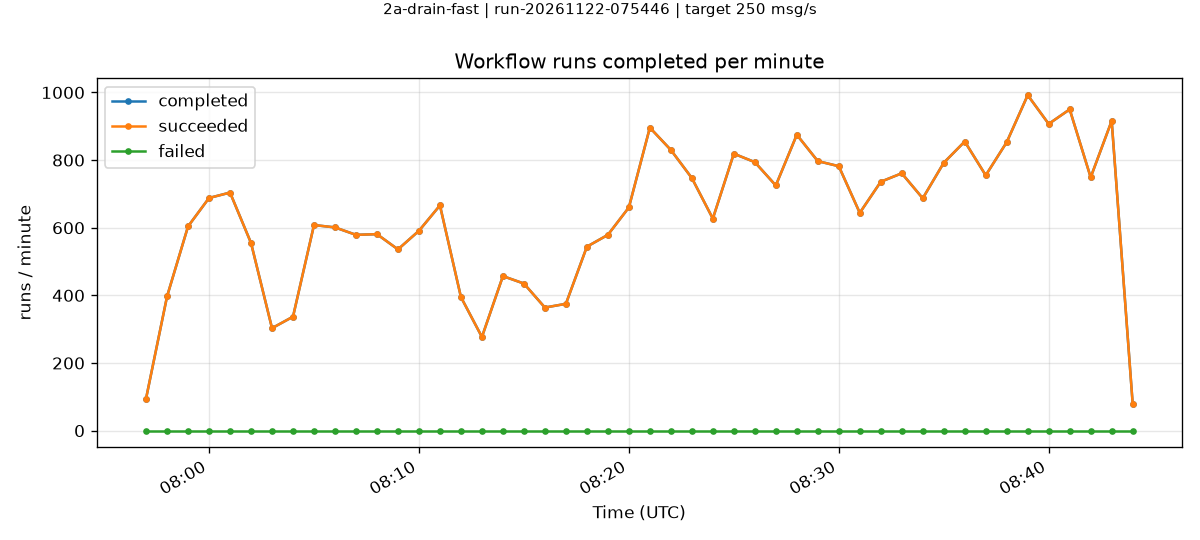 2a-drain-fast | run-20261122-075446 | target 250 msg/s
Workflow runs completed per minute
completed
succeeded
failed
1000
800
600
400
200
0
runs / minute
08:00
08:10
08:20
08:30
08:40
Time (UTC)